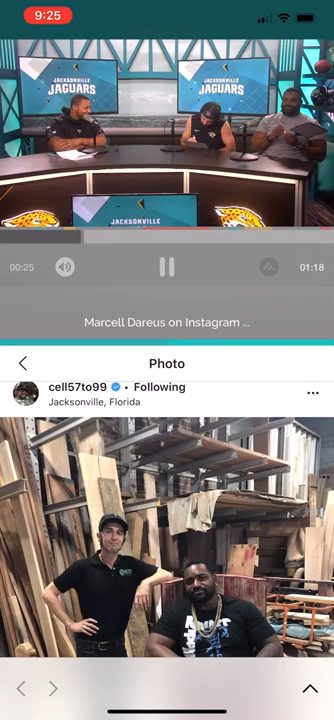 9:25
JACKSONVILLE
JAGUARS
JACKSONVILLE
JAGUARS
JACKSONVILLE
00:25
01:18
Marcell Dareus on Instagram ...
Photo
cell57to99 • Following
Jacksonville, Florida